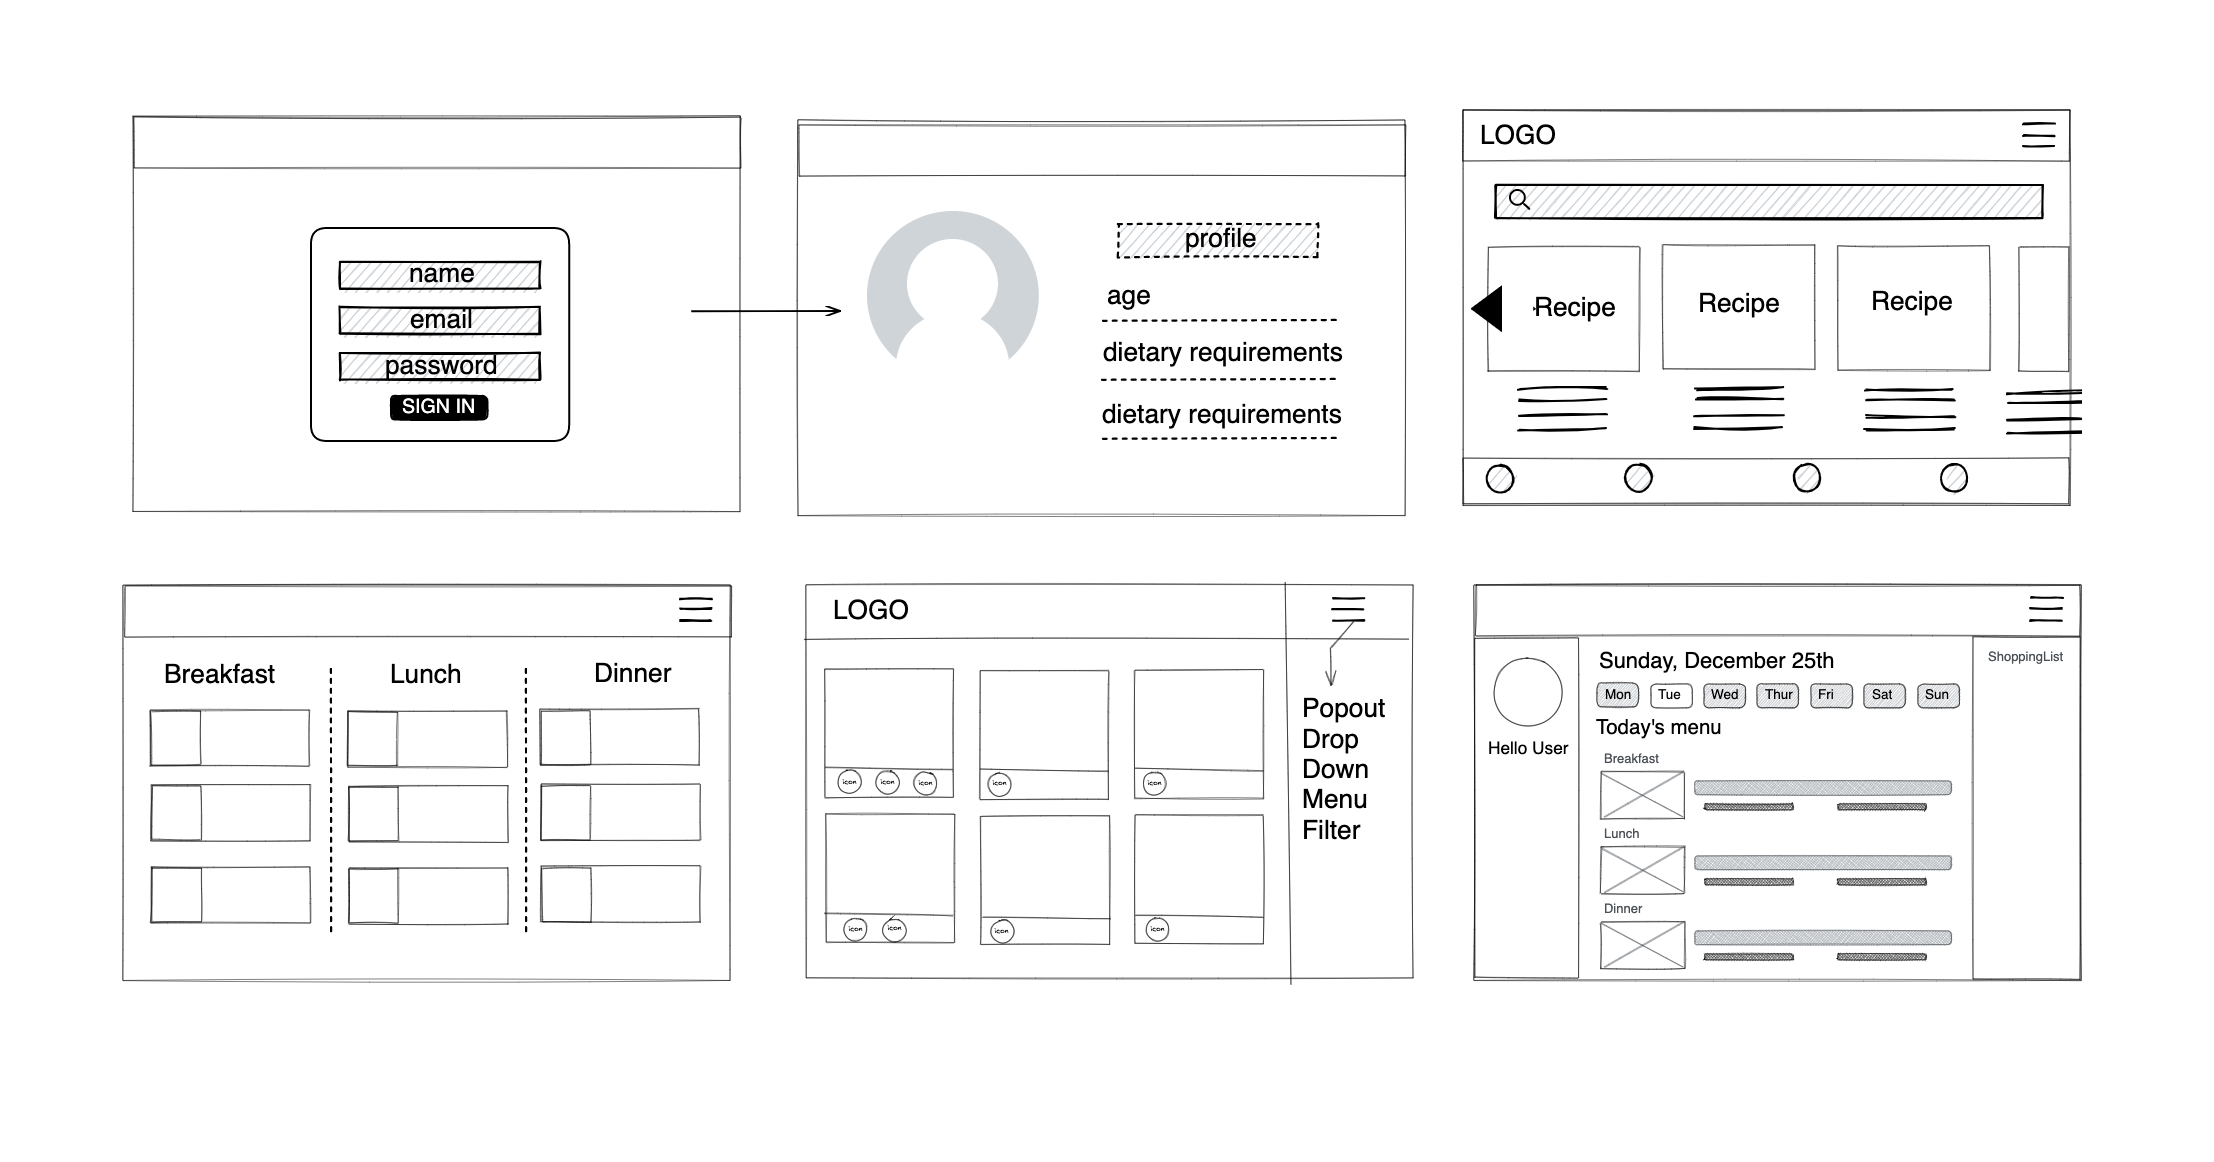 name
email
password
SIGN IN
profile
age
dietary requirements
dietary requirements
LOGO
Recipe
Recipe
Recipe
Breakfast
Lunch
Dinner
LOGO
icon
icon
icon
icon
icon
icon
icon
icon
icon
Popout
Drop
Down
Menu
Filter
Hello User
Sunday, December 25th
Mon Tue Wed Thur Fri Sat Sun
Today's menu
Breakfast
Lunch
Dinner
ShoppingList